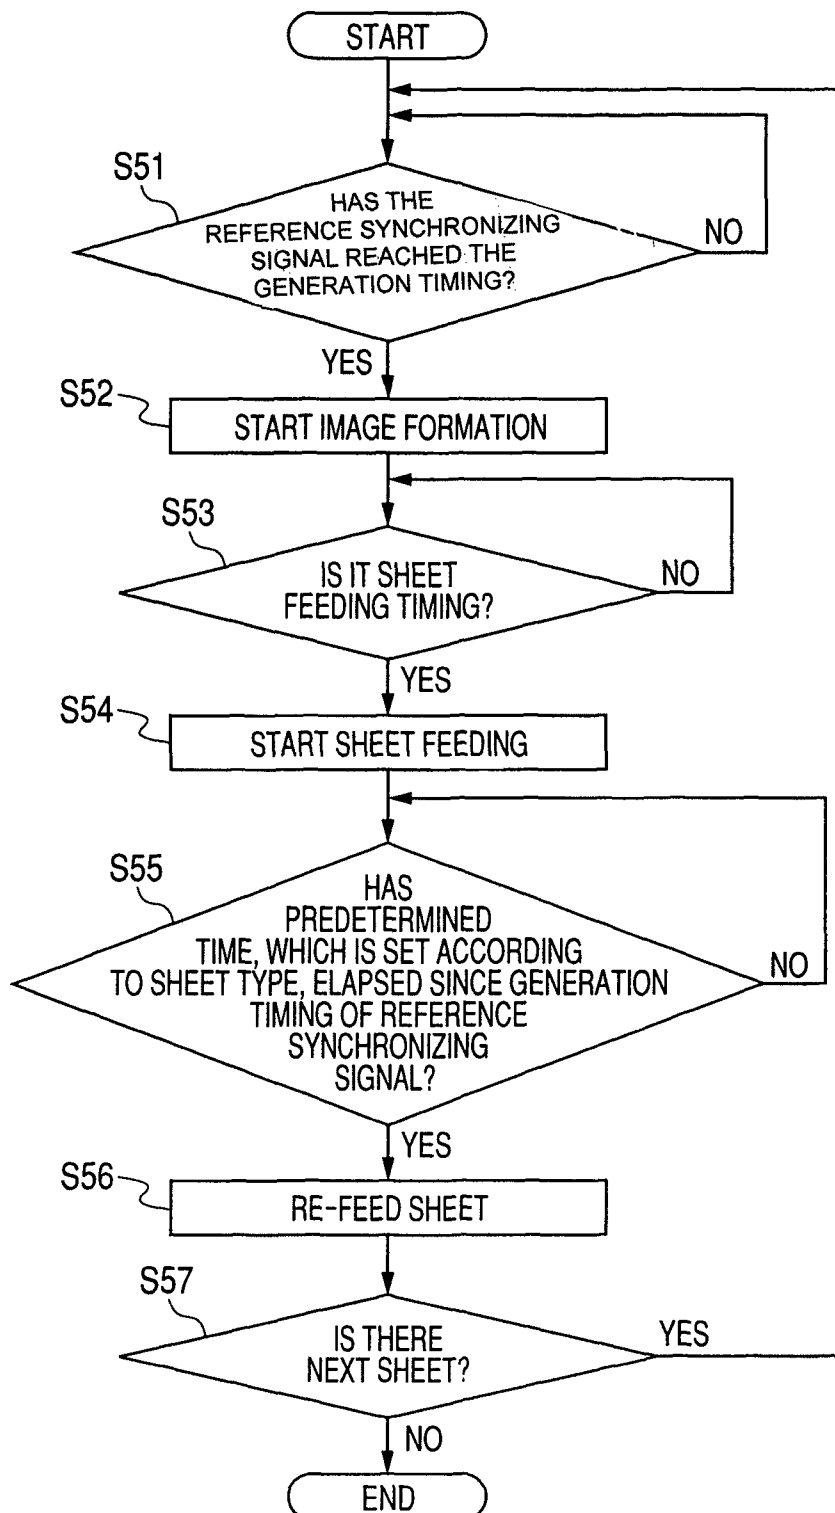 START
S51
HAS THE
REFERENCE SYNCHRONIZING
SIGNAL REACHED THE
GENERATION TIMING?
NO
YES
S52
START IMAGE FORMATION
S53
IS IT SHEET
FEEDING TIMING?
NO
YES
S54
START SHEET FEEDING
S55
HAS
PREDETERMINED
TIME, WHICH IS SET ACCORDING
TO SHEET TYPE, ELAPSED SINCE GENERATION
TIMING OF REFERENCE
SYNCHRONIZING
SIGNAL?
NO
YES
S56
RE-FEED SHEET
S57
IS THERE
NEXT SHEET?
YES
NO
END